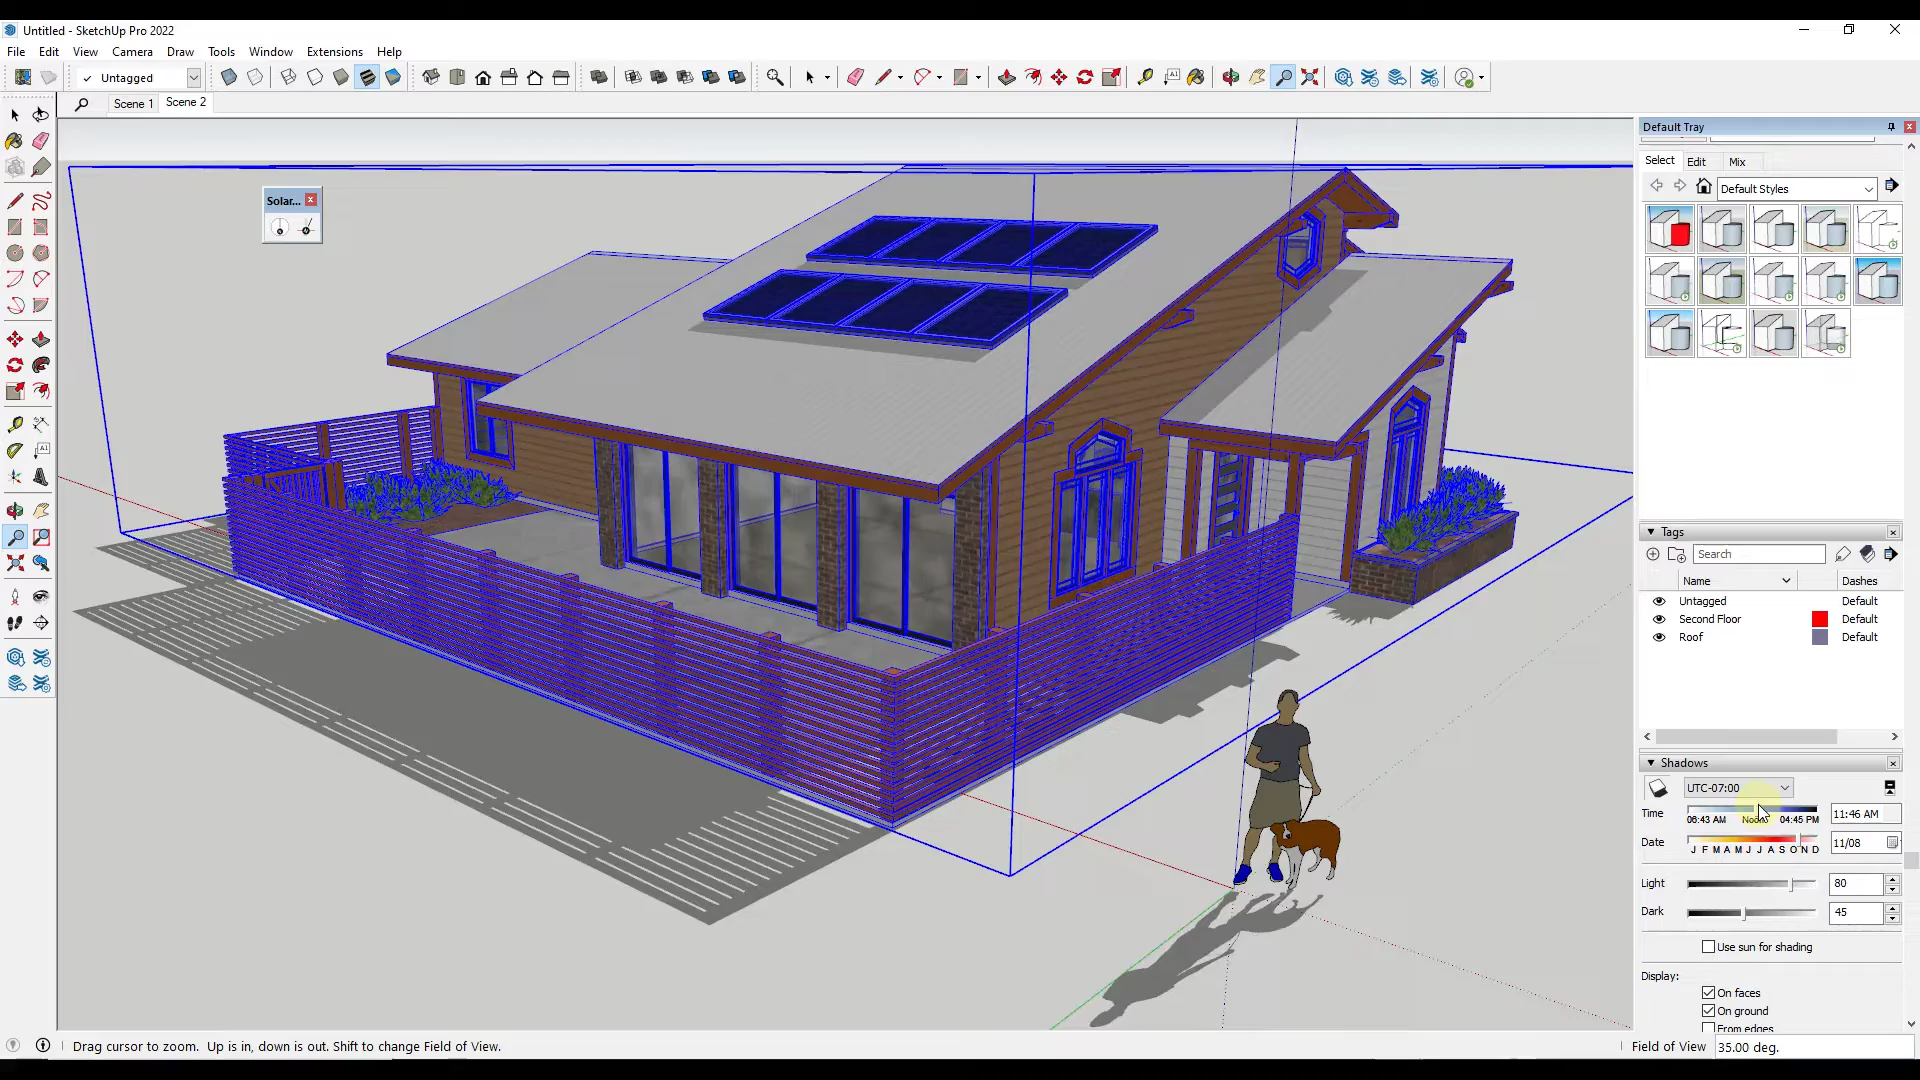 Untitled - SketchUp Pro 2022
File Edit View Camera Draw Tools Window Extensions Help
Untagged
Scene 1 Scene 2
Solar...
Default Tray
Select Edit Mix
Default Styles
Tags
Search
Name Dashes
Untagged Default
Second Floor Default
Roof Default
Shadows
UTC-07:00
Time 11:46 AM
06:43 AM Noon 04:45 PM
Date 11/08
J F M A M J J A S O N D
Light 80
Dark 45
Use sun for shading
Display:
On faces
On ground
From edges
Drag cursor to zoom. Up is in, down is out. Shift to change Field of View.
Field of View 35.00 deg.